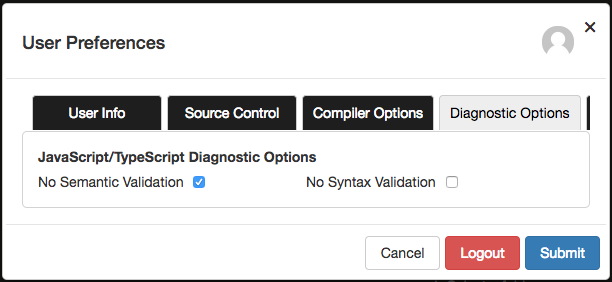 User Preferences
User Info Source Control Compiler Options Diagnostic Options
JavaScript/TypeScript Diagnostic Options
No Semantic Validation No Syntax Validation
Cancel Logout Submit